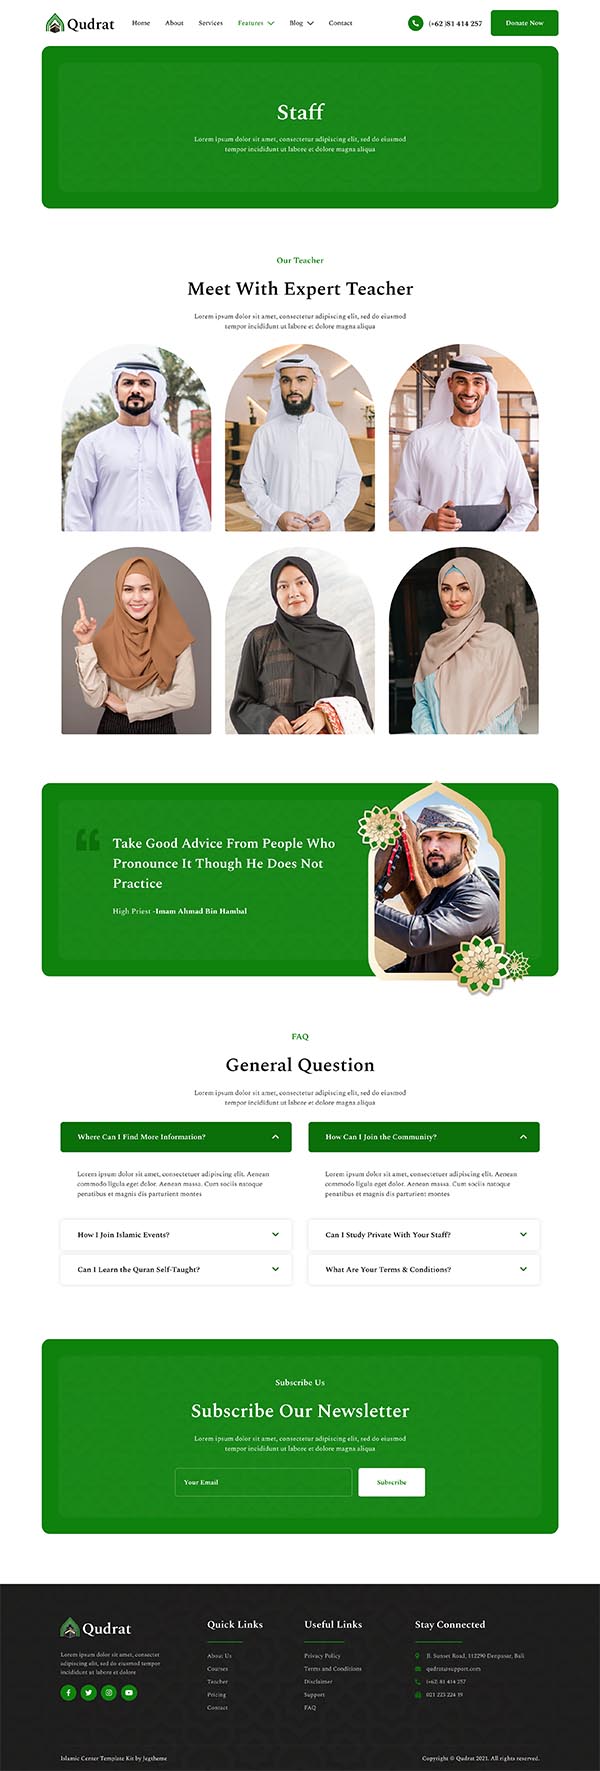 Qudrat
Home About Services Features Blog Contact
(+62 )81 414 257
Donate Now
Staff
Lorem ipsum dolor sit amet, consectetur adipiscing elit, sed do eiusmod
tempor incididunt ut labore et dolore magna aliqua
Our Teacher
Meet With Expert Teacher
Lorem ipsum dolor sit amet, consectetur adipiscing elit, sed do eiusmod
tempor incididunt ut labore et dolore magna aliqua
Take Good Advice From People Who
Pronounce It Though He Does Not
Practice
High Priest -Imam Ahmad Bin Hambal
FAQ
General Question
Lorem ipsum dolor sit amet, consectetur adipiscing elit, sed do eiusmod
tempor incididunt ut labore et dolore magna aliqua
Where Can I Find More Information?
Lorem ipsum dolor sit amet, consectetuer adipiscing elit. Aenean
commodo ligula eget dolor. Aenean massa. Cum sociis natoque
penatibus et magnis dis parturient montes
How I Join Islamic Events?
Can I Learn the Quran Self-Taught?
How Can I Join the Community?
Lorem ipsum dolor sit amet, consectetuer adipiscing elit. Aenean
commodo ligula eget dolor. Aenean massa. Cum sociis natoque
penatibus et magnis dis parturient montes
Can I Study Private With Your Staff?
What Are Your Terms & Conditions?
Subscribe Us
Subscribe Our Newsletter
Lorem ipsum dolor sit amet, consectetur adipiscing elit, sed do eiusmod
tempor incididunt ut labore et dolore magna aliqua
Your Email
Subscribe
Qudrat
Lorem ipsum dolor sit amet, consectetur
adipiscing elit, sed do eiusmod tempor
incididunt ut labore et dolore
Quick Links
About Us
Courses
Teacher
Pricing
Contact
Useful Links
Privacy Policy
Terms and Conditions
Disclaimer
Support
FAQ
Stay Connected
Jl. Sunset Road, 112290 Denpasar, Bali
qudrat@support.com
(+62) 81 414 257
021 223 224 19
Islamic Center Template Kit by Jegtheme
Copyright © Qudrat 2021. All rights reserved.